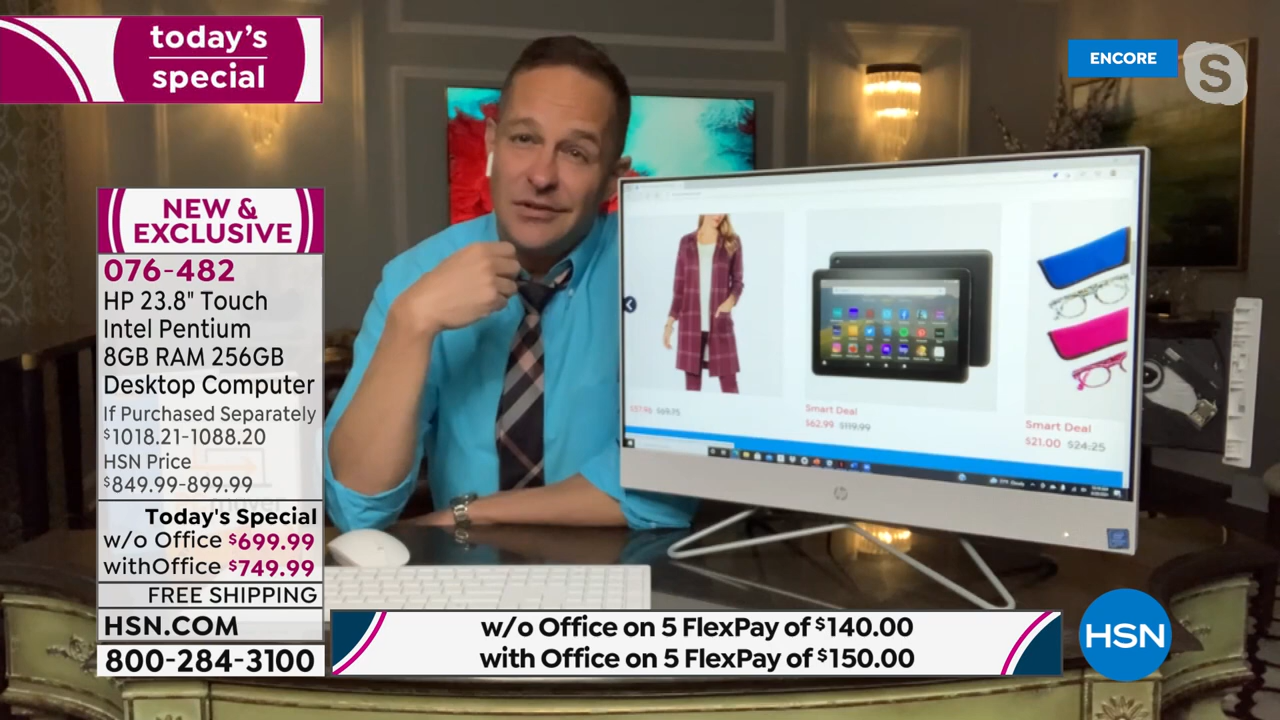 today's
special
ENCORE
S
NEW &
EXCLUSIVE
076-482
HP 23.8" Touch
Intel Pentium
8GB RAM 256GB
Desktop Computer
If Purchased Separately
$1018.21-1088.20
HSN Price
$849.99-899.99
Today's Special
w/o Office $699.99
withOffice $749.99
FREE SHIPPING
HSN.COM
800-284-3100
$69.75
Smart Deal
$62.99 $119.99
Smart Deal
$21.00 $24.25
hp
w/o Office on 5 FlexPay of $140.00
with Office on 5 FlexPay of $150.00
HSN